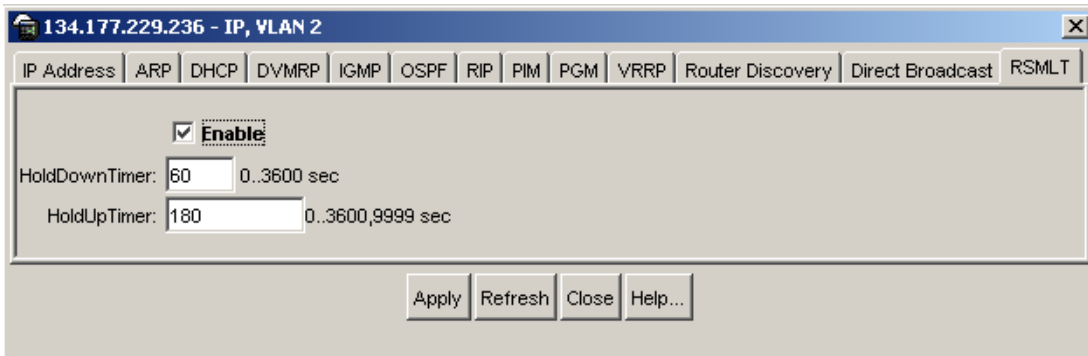 134.177.229.236 - IP, VLAN 2
IP Address ARP DHCP DVMRP IGMP OSPF RIP PIM PGM VRRP Router Discovery Direct Broadcast RSMLT
Enable
HoldDownTimer: 60 0..3600 sec
HoldUpTimer: 180 0..3600,9999 sec
Apply Refresh Close Help...